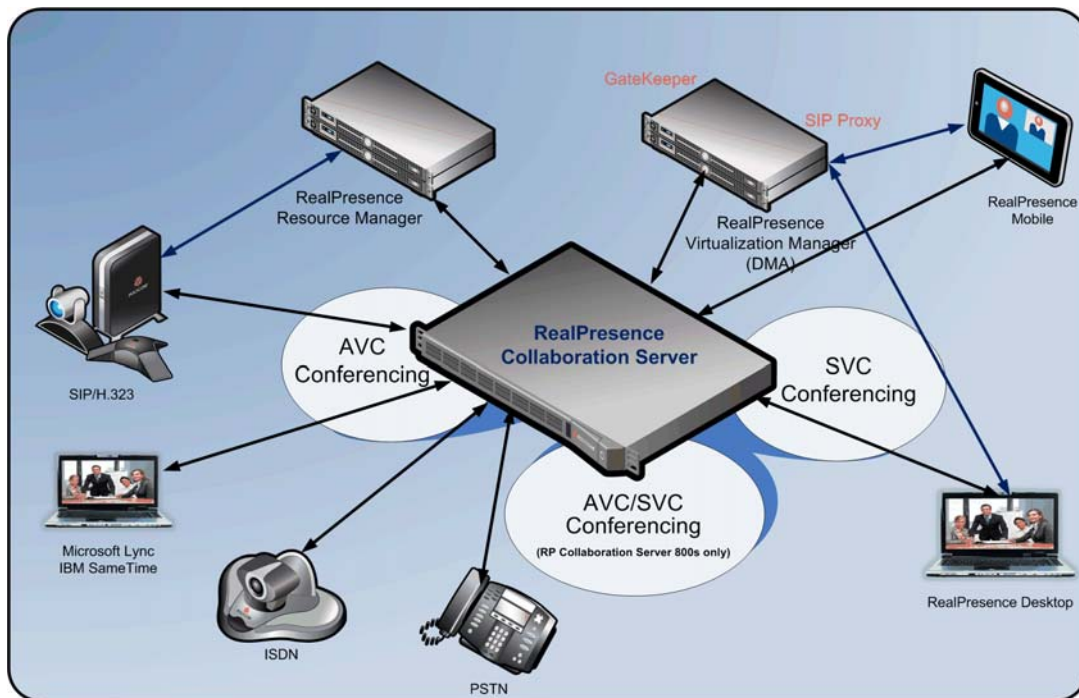 GateKeeper
SIP Proxy
RealPresence
Resource Manager
RealPresence
Virtualization Manager
(DMA)
RealPresence
Mobile
RealPresence
Collaboration Server
AVC
Conferencing
SVC
Conferencing
SIP/H.323
AVC/SVC
Conferencing
(RP Collaboration Server 800s only)
Microsoft Lync
IBM SameTime
RealPresence Desktop
ISDN
PSTN